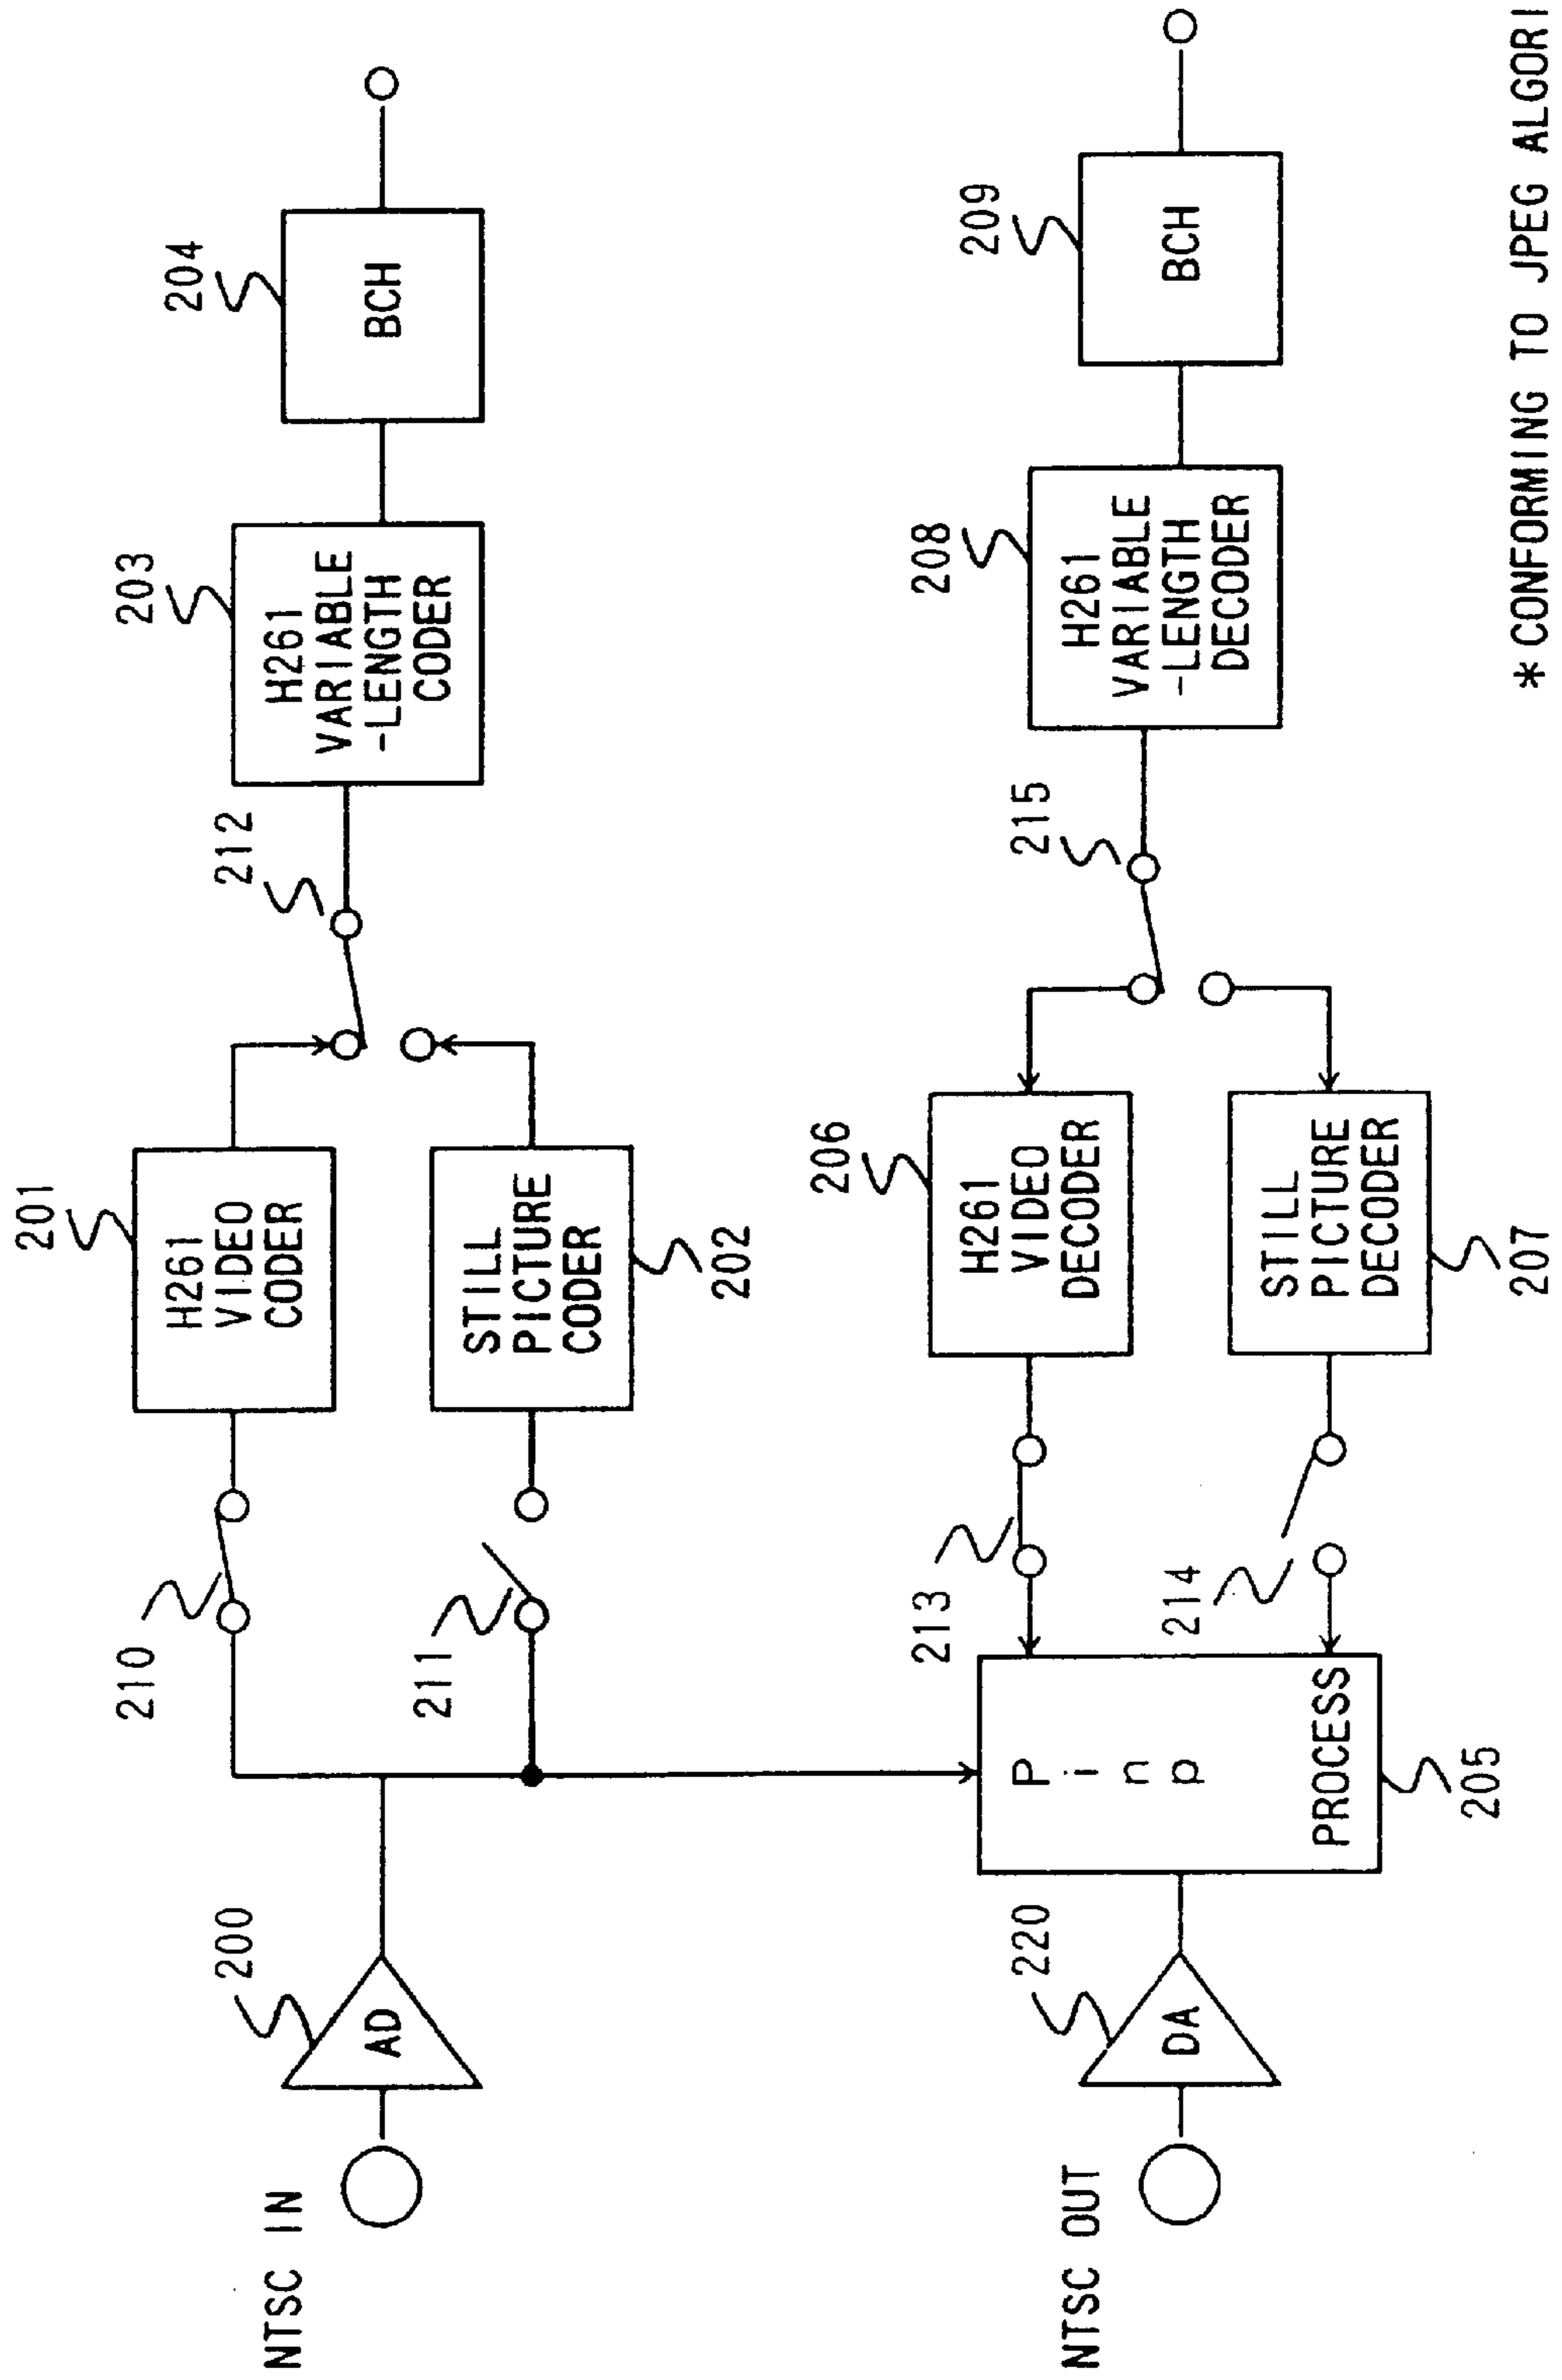 NTSC IN
AD
200
210
211
H261
VIDEO
CODER
201
STILL
PICTURE
CODER
202
212
H261
VARIABLE
-LENGTH
CODER
203
BCH
204
NTSC OUT
DA
220
P
i
n
p
PROCESS
205
213
214
H261
VIDEO
DECODER
206
STILL
PICTURE
DECODER
207
215
H261
VARIABLE
-LENGTH
DECODER
208
BCH
209
*CONFORMING TO JPEG ALGORI